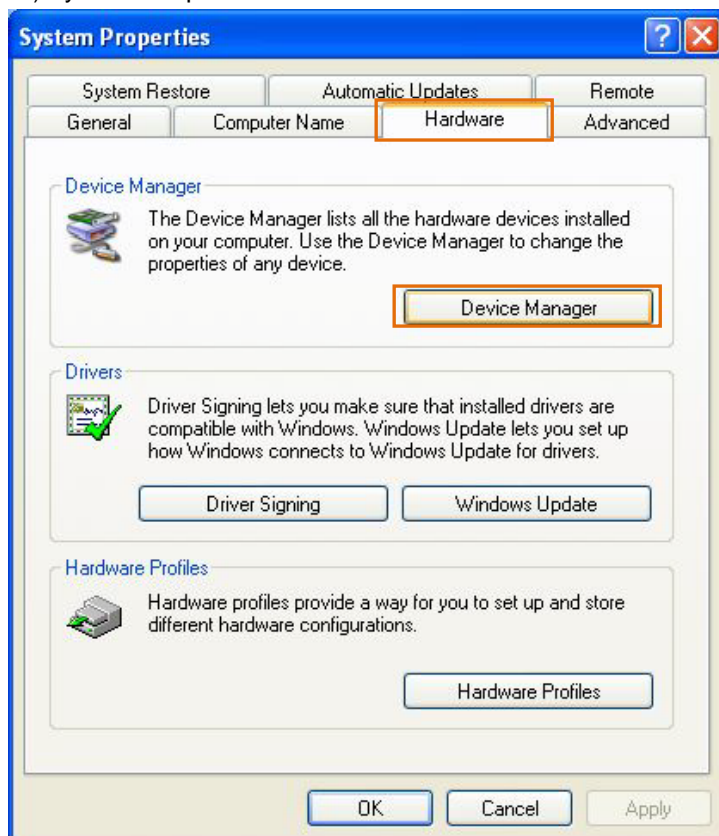 System Properties
System Restore Automatic Updates Remote
General Computer Name Hardware Advanced
Device Manager
The Device Manager lists all the hardware devices installed
on your computer. Use the Device Manager to change the
properties of any device.
Device Manager
Drivers
Driver Signing lets you make sure that installed drivers are
compatible with Windows. Windows Update lets you set up
how Windows connects to Windows Update for drivers.
Driver Signing Windows Update
Hardware Profiles
Hardware profiles provide a way for you to set up and store
different hardware configurations.
Hardware Profiles
OK Cancel Apply